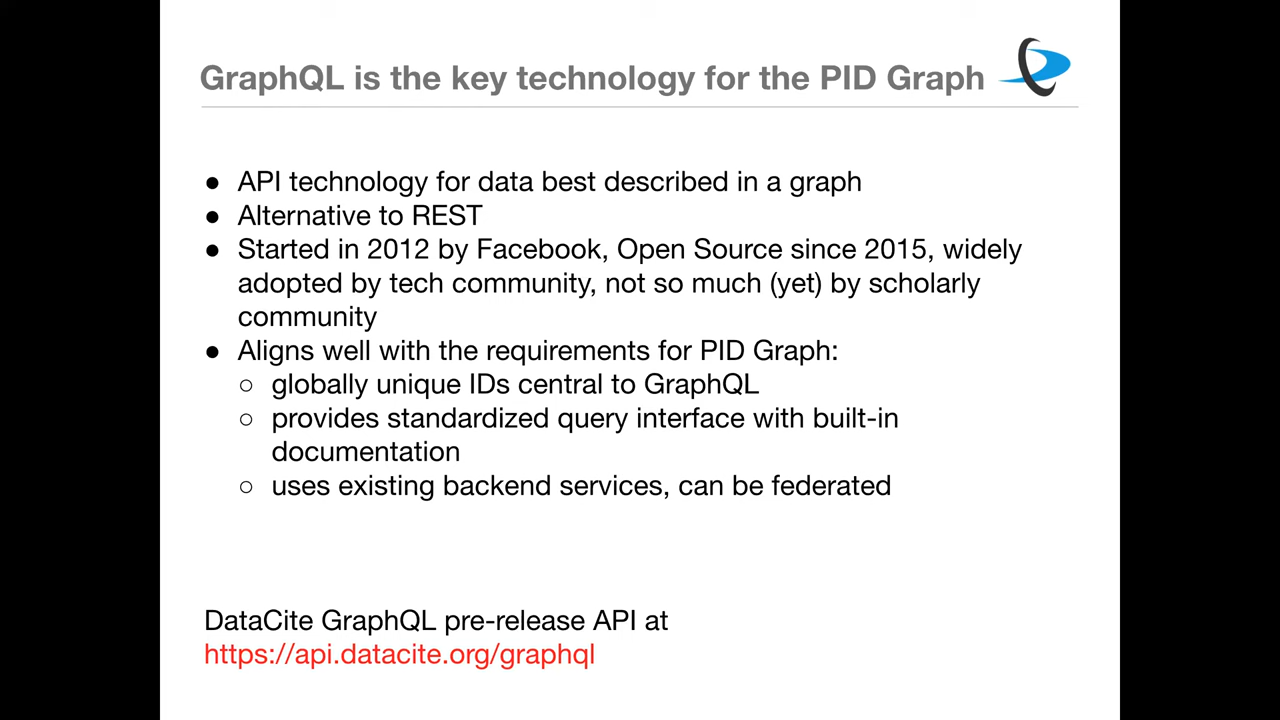 GraphQL is the key technology for the PID Graph
● API technology for data best described in a graph
● Alternative to REST
● Started in 2012 by Facebook, Open Source since 2015, widely
adopted by tech community, not so much (yet) by scholarly
community
● Aligns well with the requirements for PID Graph:
○ globally unique IDs central to GraphQL
○ provides standardized query interface with built-in
documentation
○ uses existing backend services, can be federated
DataCite GraphQL pre-release API at
https://api.datacite.org/graphql